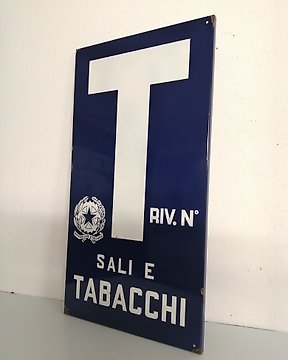 T
RIV. N°
SALI E
TABACCHI